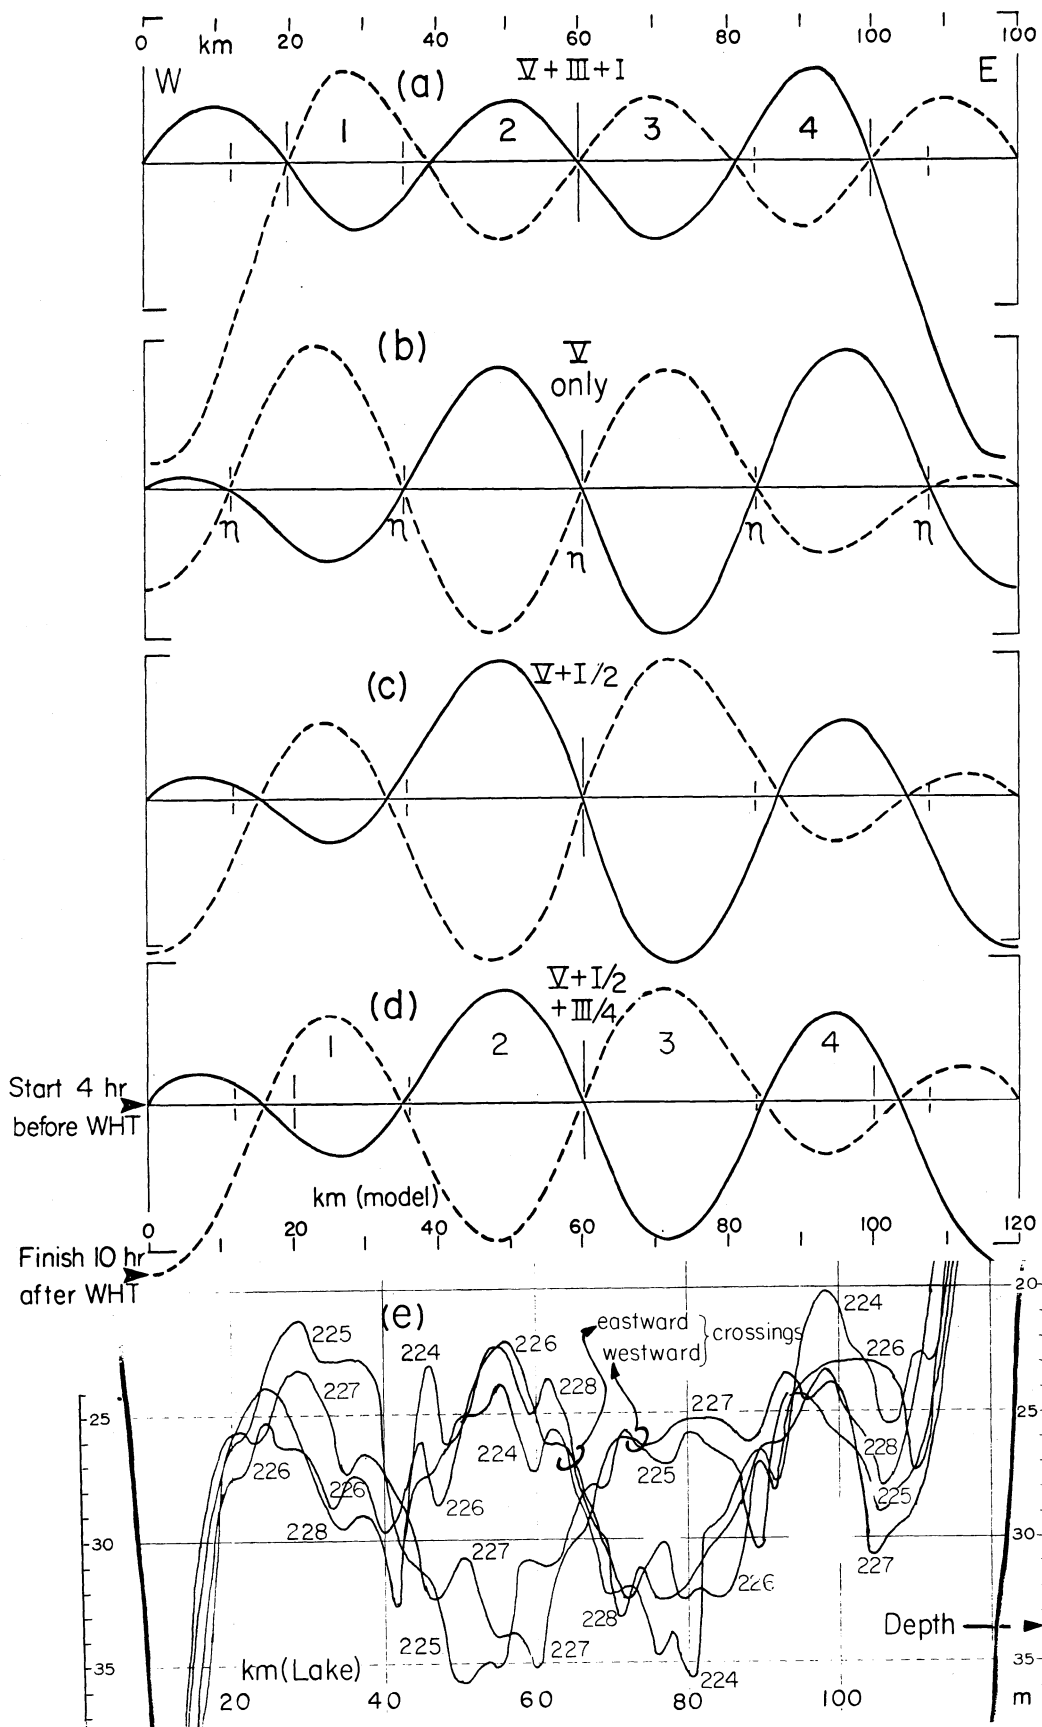 0 km 20 40 60 80 100 100
W (a) V+III+I E
1 2 3 4
(b) V
only
η η η η η
(c) V+I/2
(d) V+I/2
+III/4
1 2 3 4
Start 4 hr
before WHT
km (model)
0 20 40 60 80 100 120
Finish 10 hr
after WHT
(e)
20
eastward
westward } crossings
225 224 226 224
227 228 227 226
25 25
226 226 224 225 228
228 226 225
30 30
227 226 227
225 227 228
Depth
35 km (Lake) 224 35
20 40 60 80 100 m